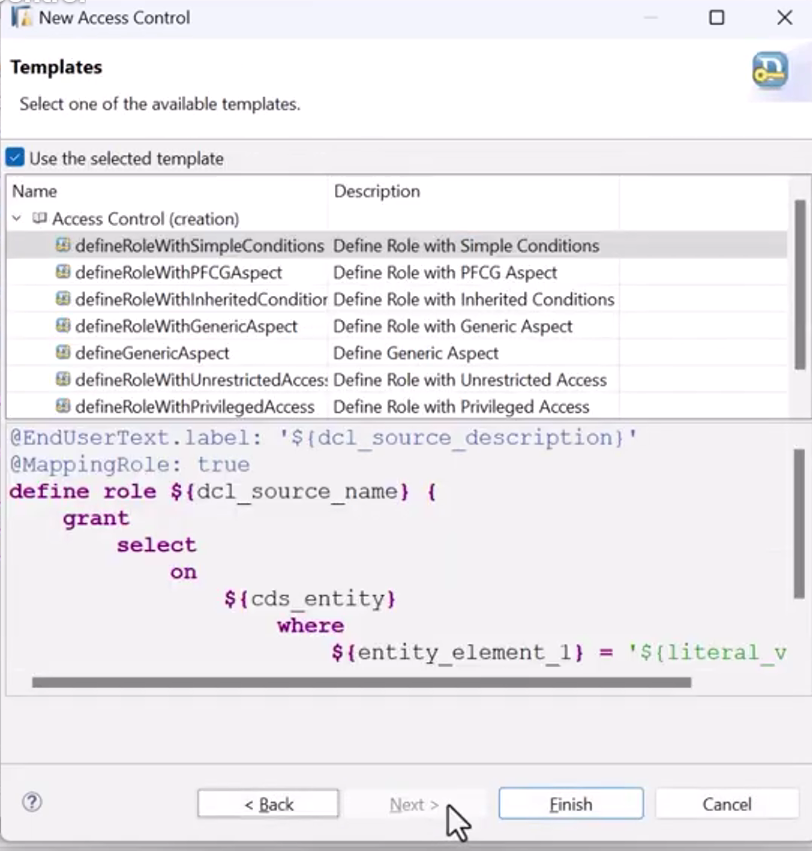 New Access Control
Templates
Select one of the available templates.
Use the selected template
Name Description
Access Control (creation)
defineRoleWithSimpleConditions Define Role with Simple Conditions
defineRoleWithPFCGAspect Define Role with PFCG Aspect
defineRoleWithInheritedCondition Define Role with Inherited Conditions
defineRoleWithGenericAspect Define Role with Generic Aspect
defineGenericAspect Define Generic Aspect
defineRoleWithUnrestrictedAccess Define Role with Unrestricted Access
defineRoleWithPrivilegedAccess Define Role with Privileged Access
@EndUserText.label: '${dcl_source_description}'
@MappingRole: true
define role ${dcl_source_name} {
grant
select
on
${cds_entity}
where
${entity_element_1} = '${literal_v
< Back Next > Finish Cancel